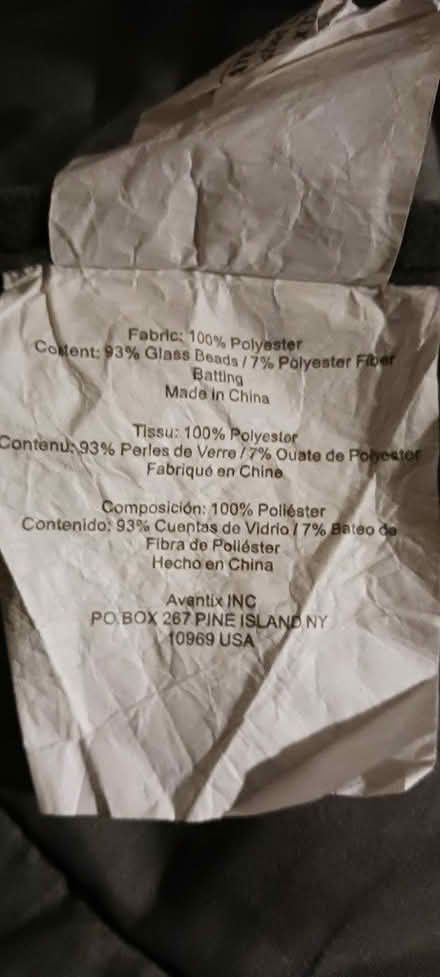 Fabric: 100% Polyester
Content: 93% Glass Beads / 7% Polyester Fiber
Batting
Made in China
Tissu: 100% Polyester
Contenu: 93% Perles de Verre / 7% Ouate de Polyester
Fabriqué en Chine
Composición: 100% Poliéster
Contenido: 93% Cuentas de Vidrio / 7% Bateo de
Fibra de Poliéster
Hecho en China
Avantix INC
PO BOX 267 PINE ISLAND NY
10969 USA